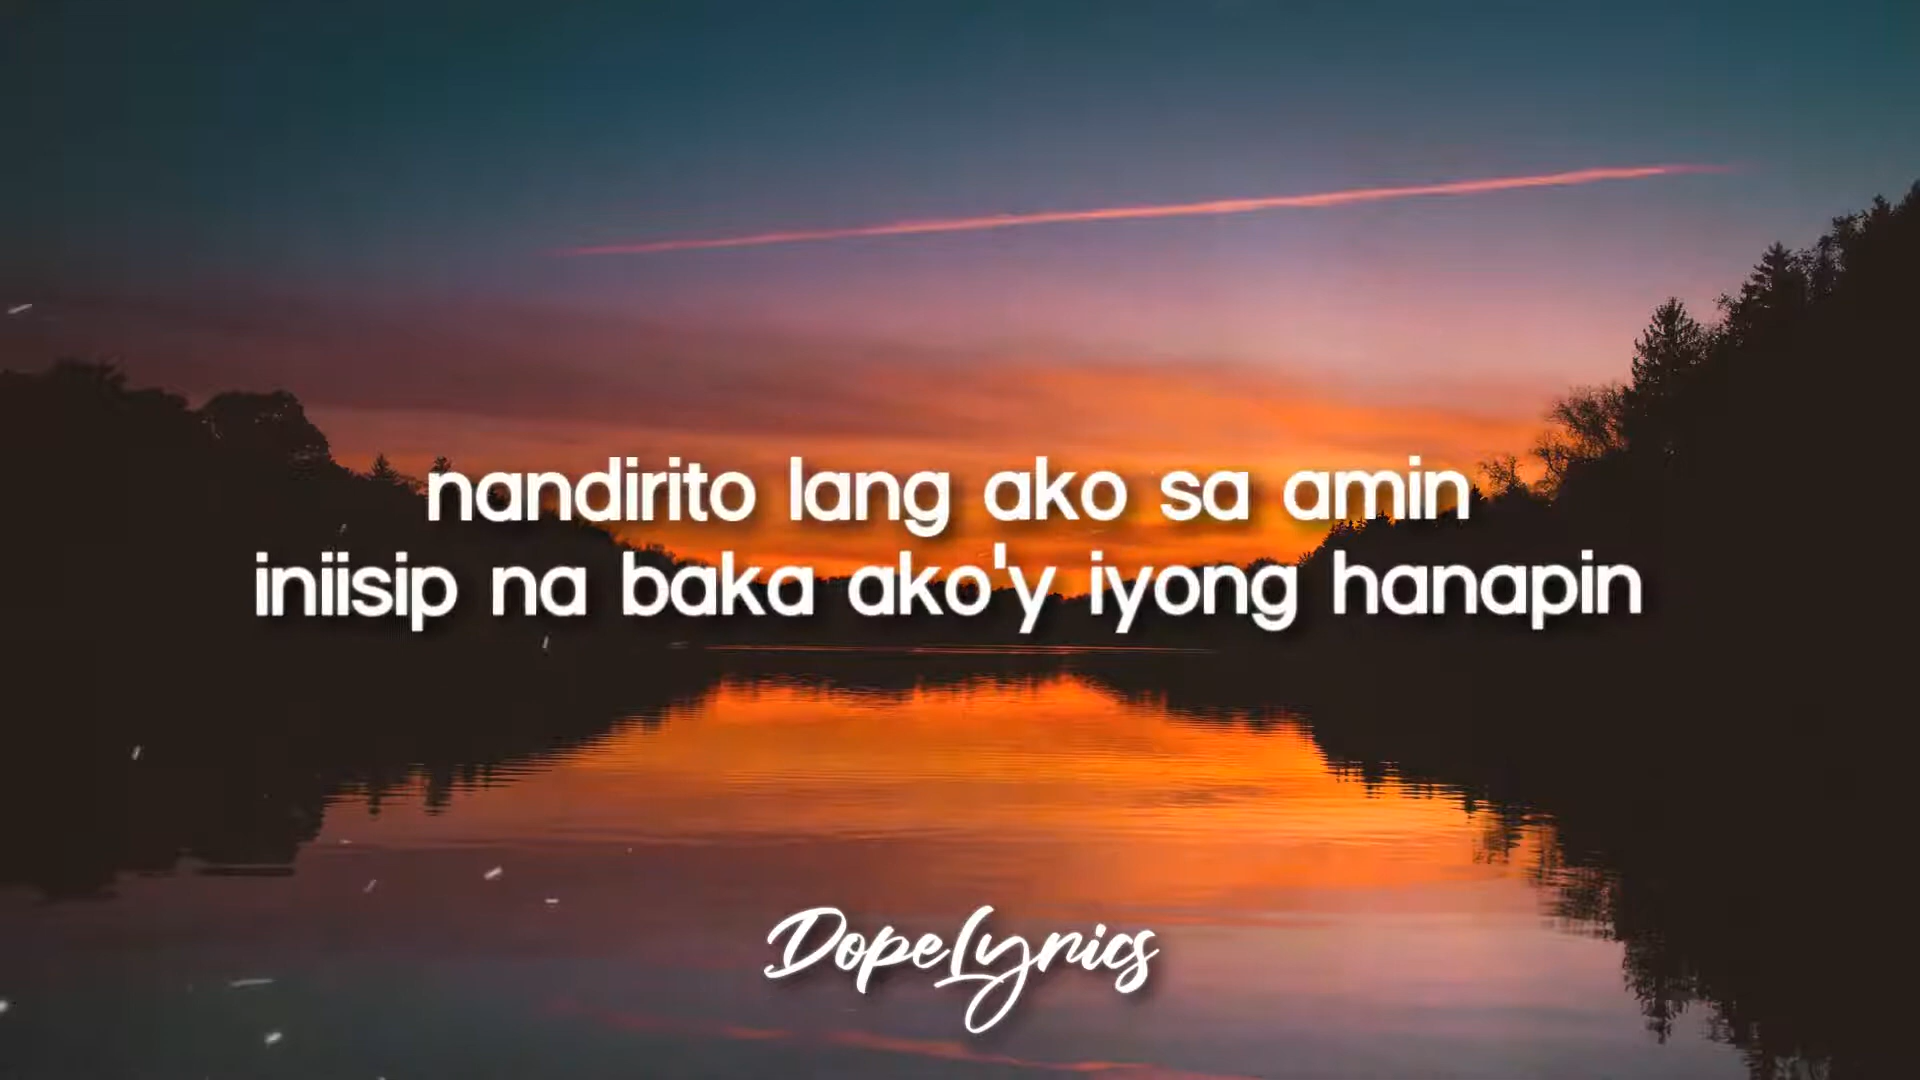 nandirito lang ako sa amin
iniisip na baka ako'y iyong hanapin
DopeLyrics